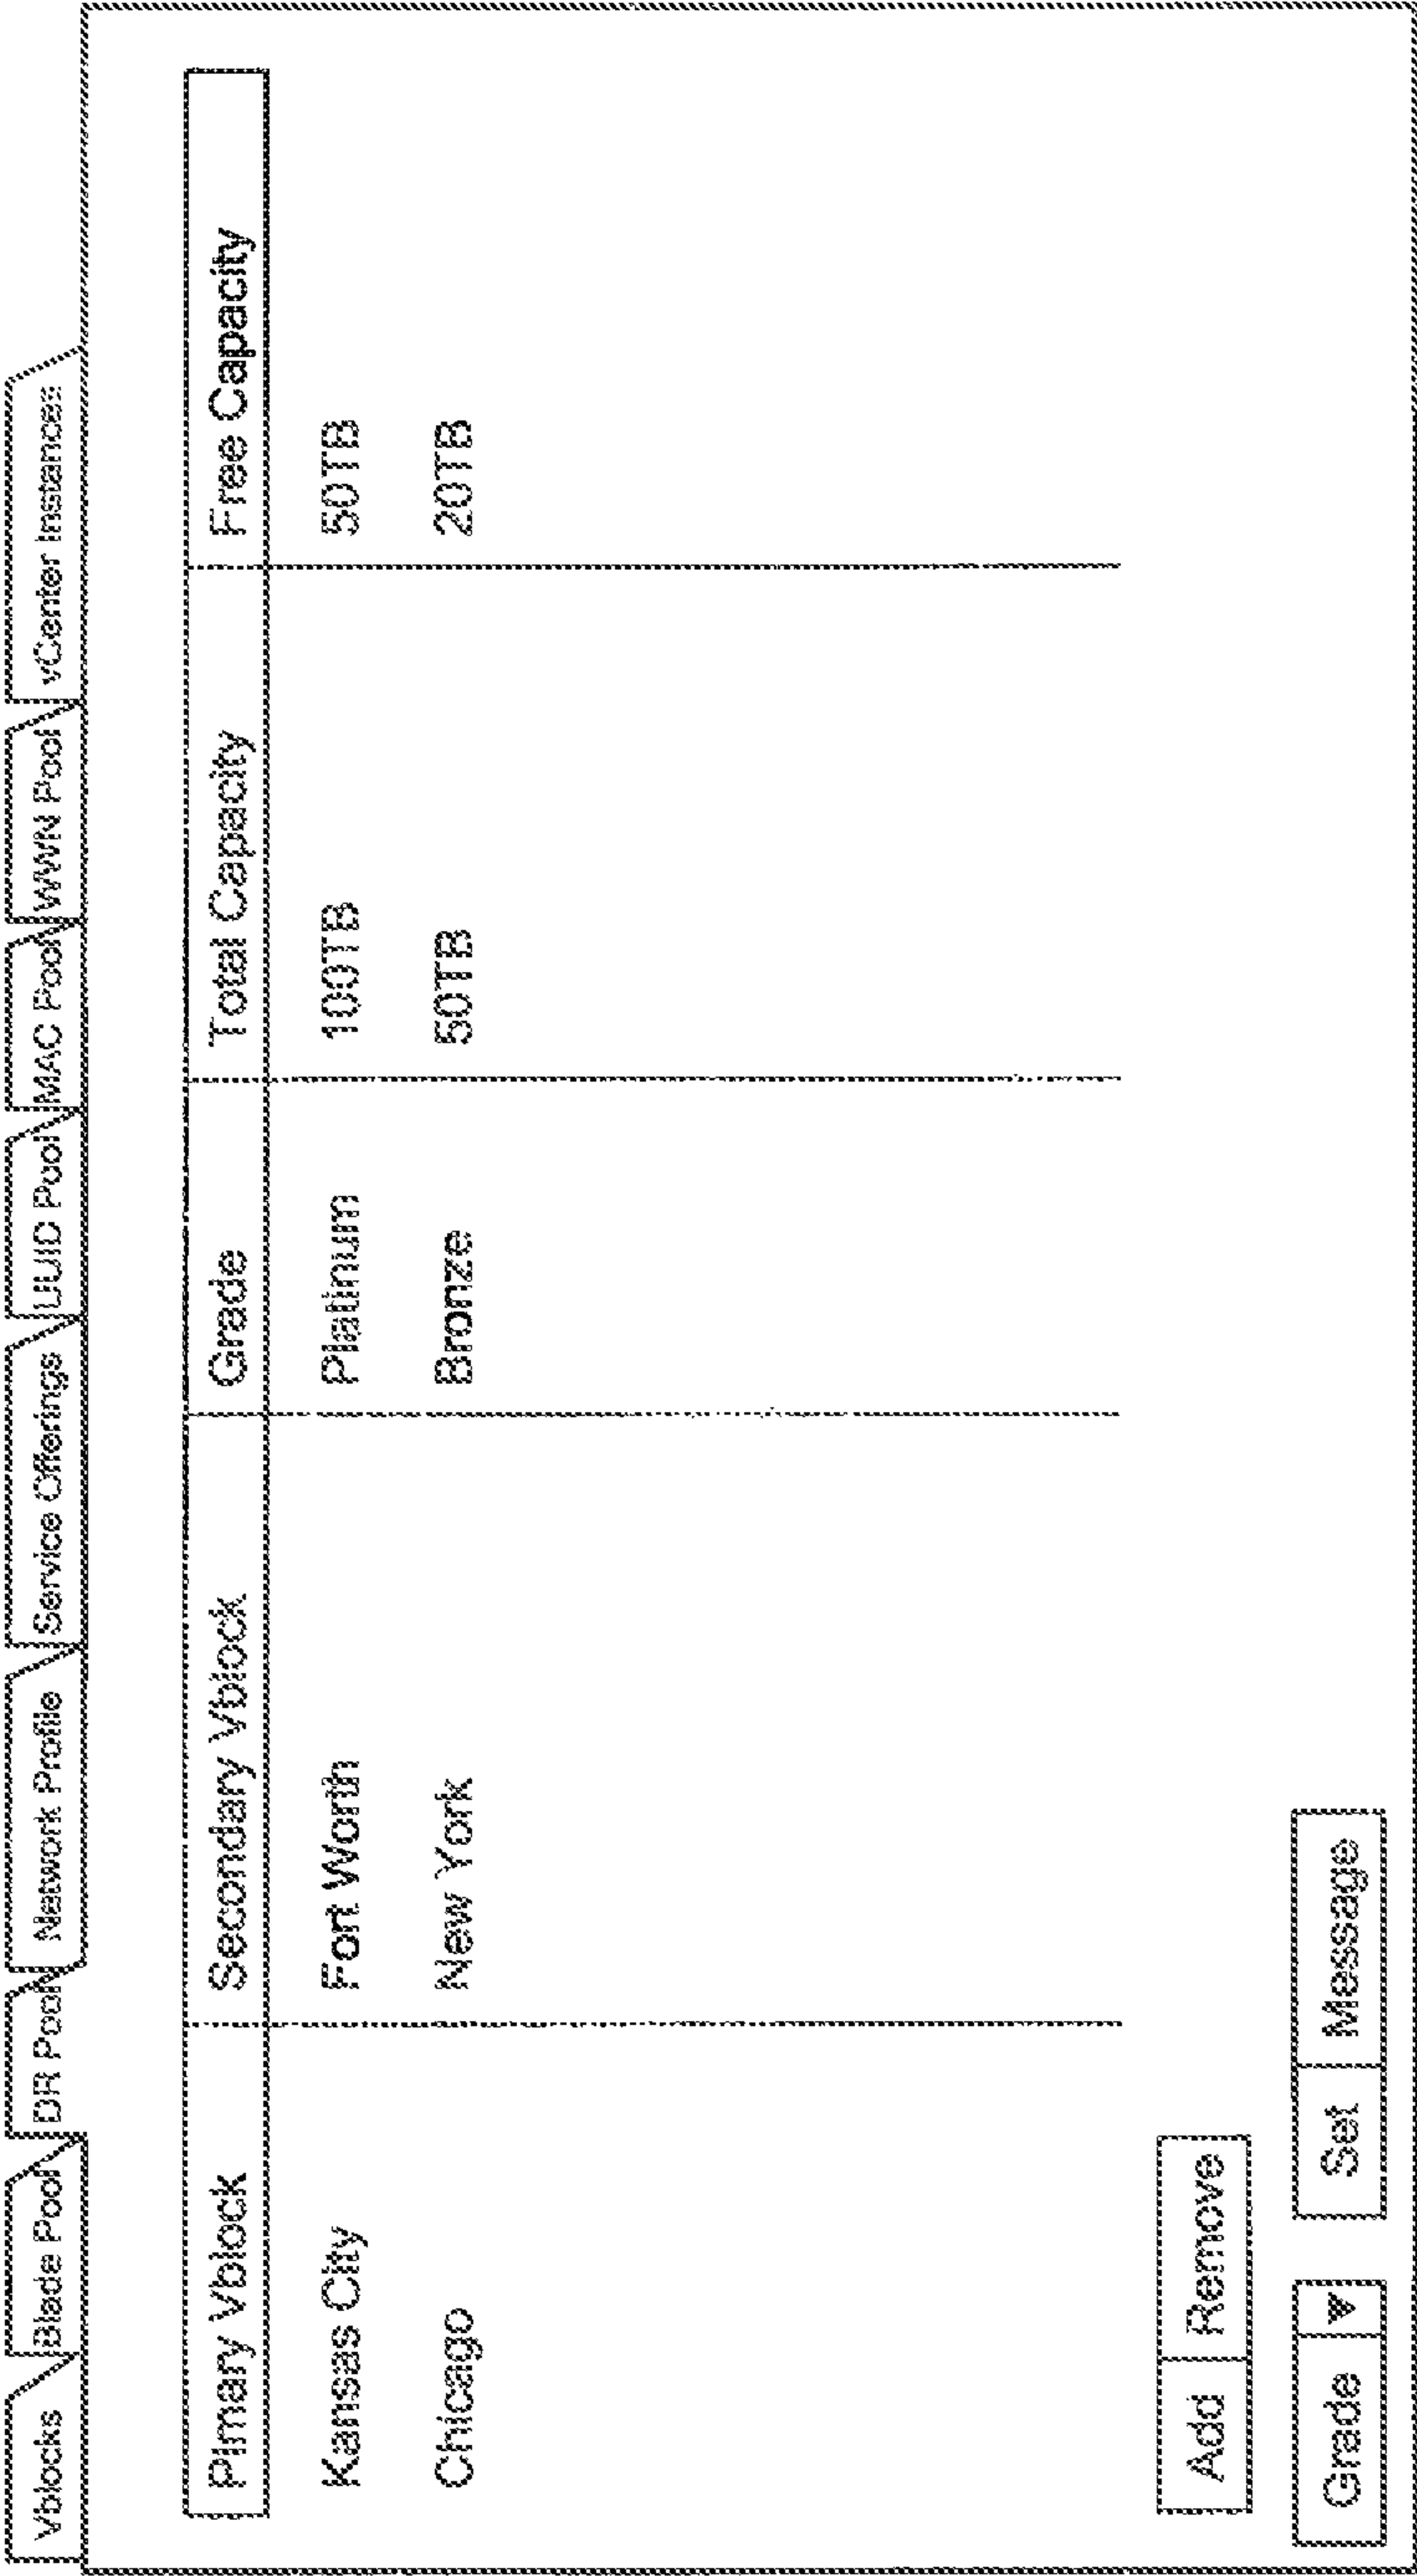 Vblocks Blade Pool DR Pool Network Profile Service Offerings UUID Pool MAC Pool WWN Pool vCenter Instances
PImary Vblock Secondary Vblock Grade Total Capacity Free Capacity
Kansas City Fort Worth Platinum 100TB 50TB
Chicago New York Bronze 50TB 20TB
Add Remove
Grade Set Message